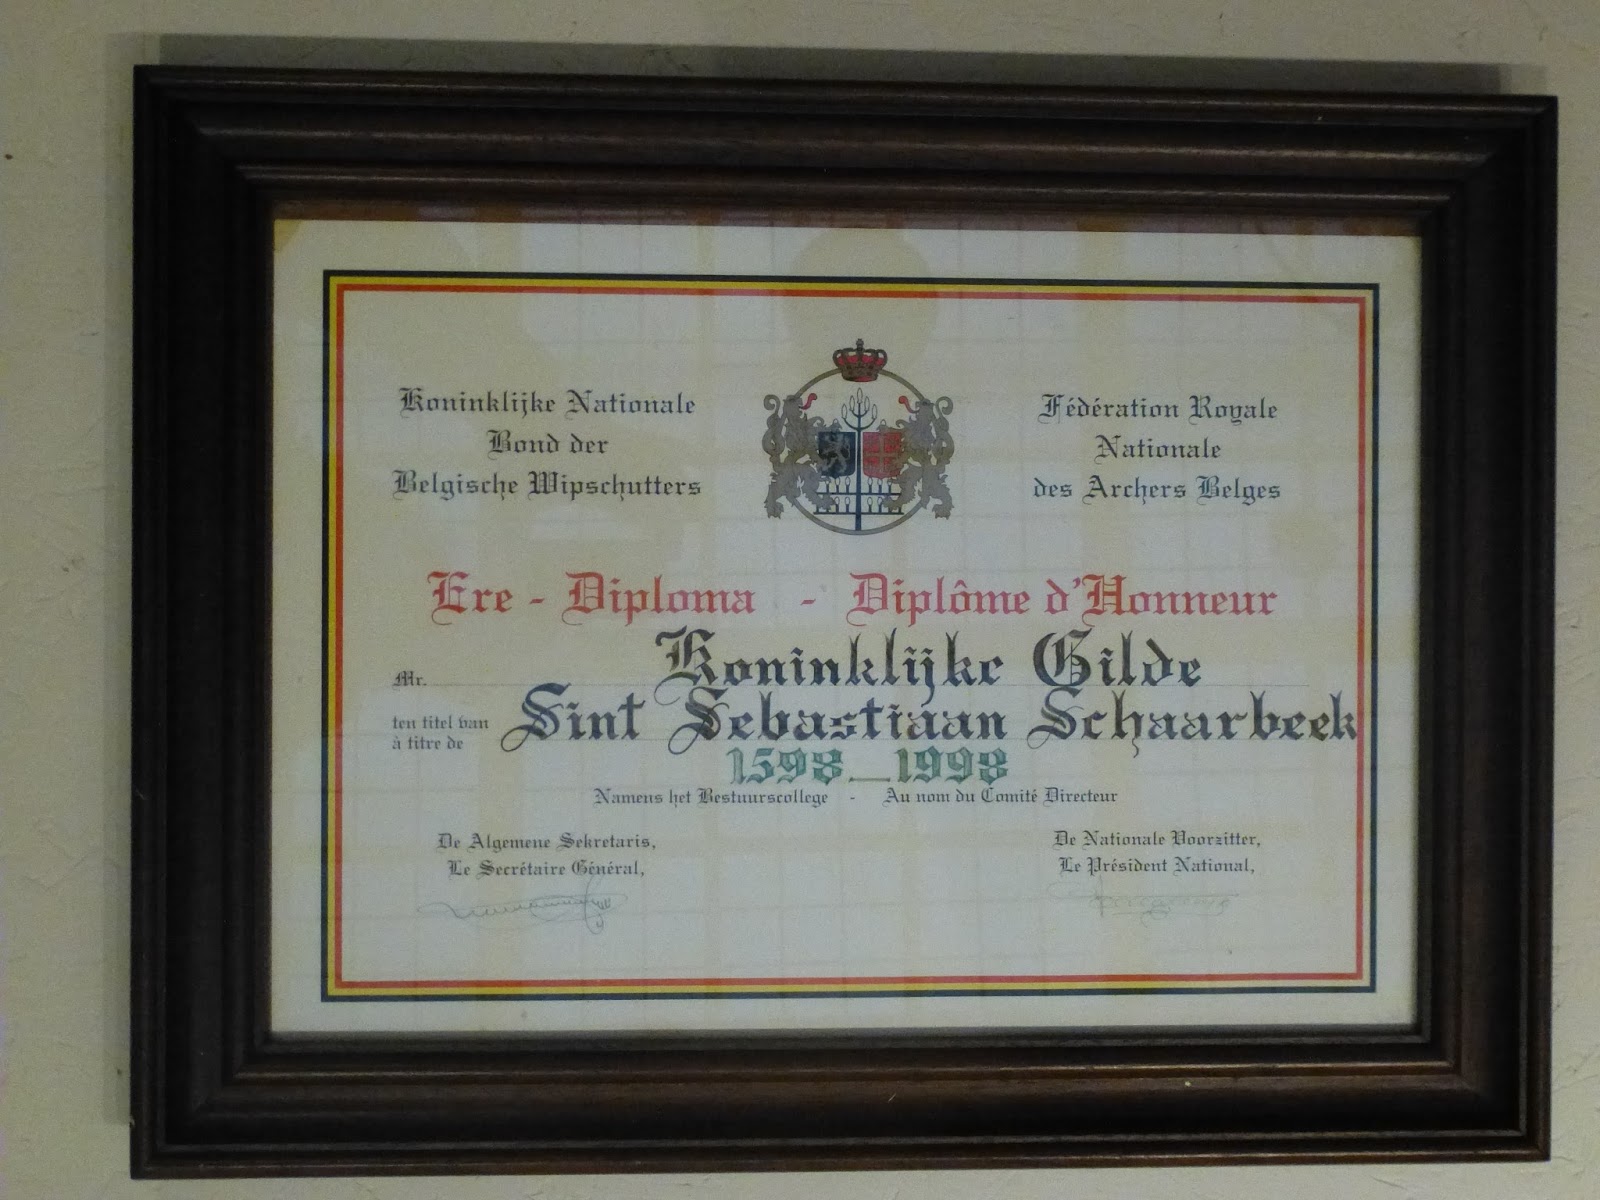 Koninklijke Nationale
Bond der
Belgische Wipschutters
Fédération Royale
Nationale
des Archers Belges
Ere - Diploma - Diplôme d'Honneur
Mr. Koninklijke Gilde
ten titel van
à titre de
Sint Sebastiaan Schaarbeek
1598_1998
Namens het Bestuurscollege - Au nom du Comité Directeur
De Algemene Sekretaris,
Le Secrétaire Général,
De Nationale Voorzitter,
Le Président National,